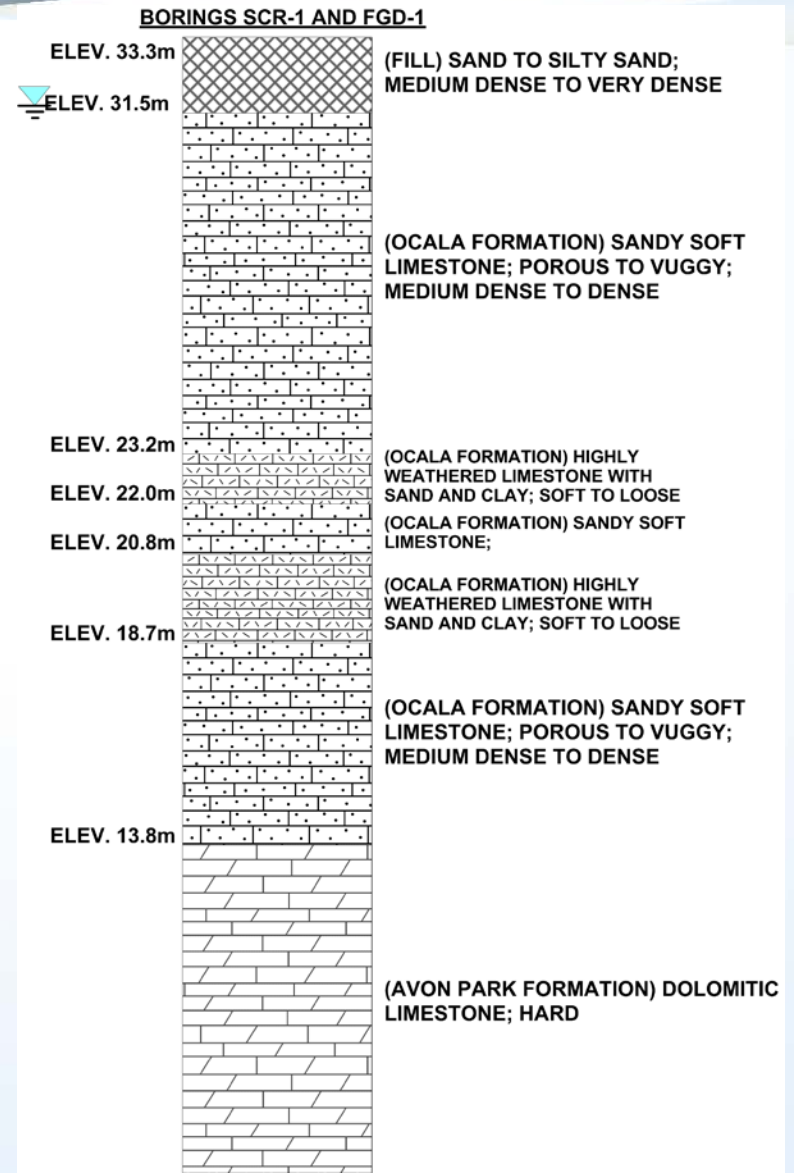 BORINGS SCR-1 AND FGD-1
ELEV. 33.3m
(FILL) SAND TO SILTY SAND;
MEDIUM DENSE TO VERY DENSE
ELEV. 31.5m
(OCALA FORMATION) SANDY SOFT
LIMESTONE; POROUS TO VUGGY;
MEDIUM DENSE TO DENSE
ELEV. 23.2m
(OCALA FORMATION) HIGHLY
WEATHERED LIMESTONE WITH
SAND AND CLAY; SOFT TO LOOSE
ELEV. 22.0m
(OCALA FORMATION) SANDY SOFT
LIMESTONE;
ELEV. 20.8m
(OCALA FORMATION) HIGHLY
WEATHERED LIMESTONE WITH
SAND AND CLAY; SOFT TO LOOSE
ELEV. 18.7m
(OCALA FORMATION) SANDY SOFT
LIMESTONE; POROUS TO VUGGY;
MEDIUM DENSE TO DENSE
ELEV. 13.8m
(AVON PARK FORMATION) DOLOMITIC
LIMESTONE; HARD